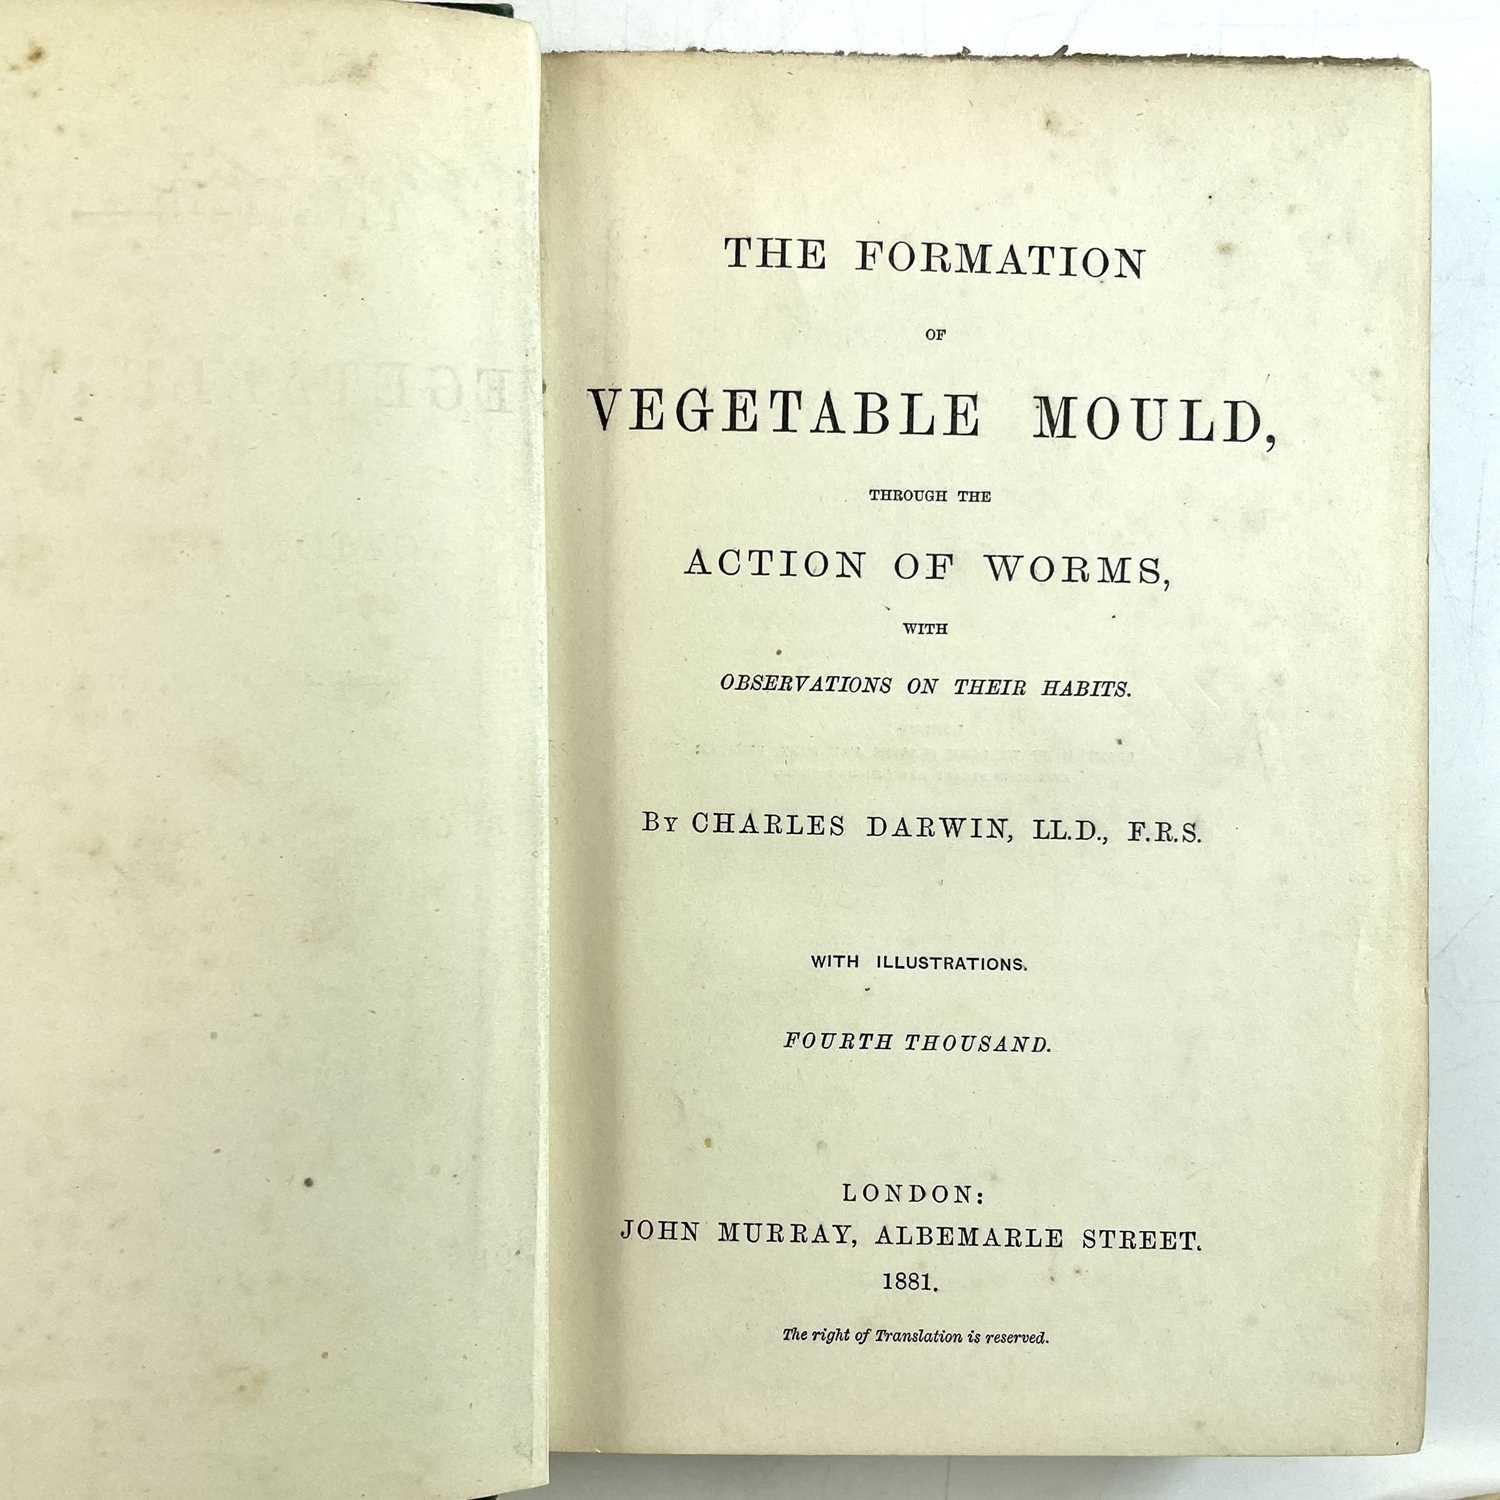 THE FORMATION
OF
VEGETABLE MOULD,
THROUGH THE
ACTION OF WORMS,
WITH
OBSERVATIONS ON THEIR HABITS.
BY CHARLES DARWIN, LL.D., F.R.S.
WITH ILLUSTRATIONS.
FOURTH THOUSAND.
LONDON:
JOHN MURRAY, ALBEMARLE STREET.
1881.
The right of Translation is reserved.